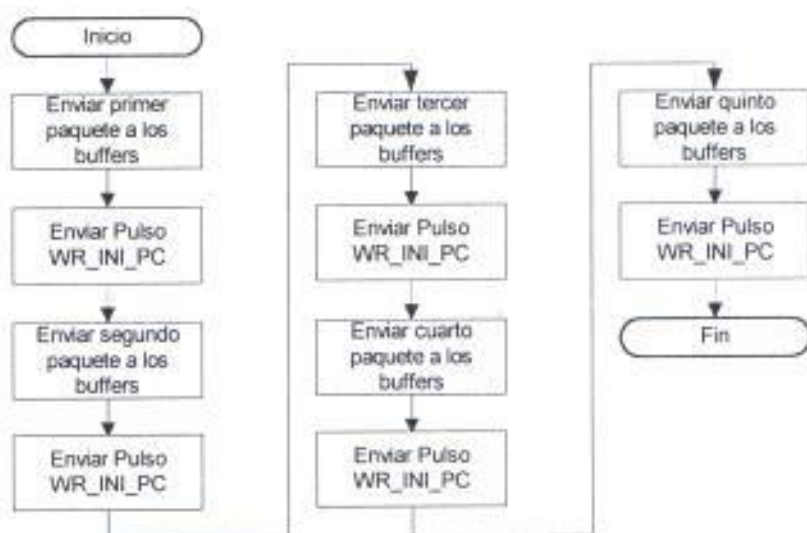 Inicio
Enviar primer
paquete a los
buffers
Enviar Pulso
WR_INI_PC
Enviar segundo
paquete a los
buffers
Enviar Pulso
WR_INI_PC
Enviar tercer
paquete a los
buffers
Enviar Pulso
WR_INI_PC
Enviar cuarto
paquete a los
buffers
Enviar Pulso
WR_INI_PC
Enviar quinto
paquete a los
buffers
Enviar Pulso
WR_INI_PC
Fin